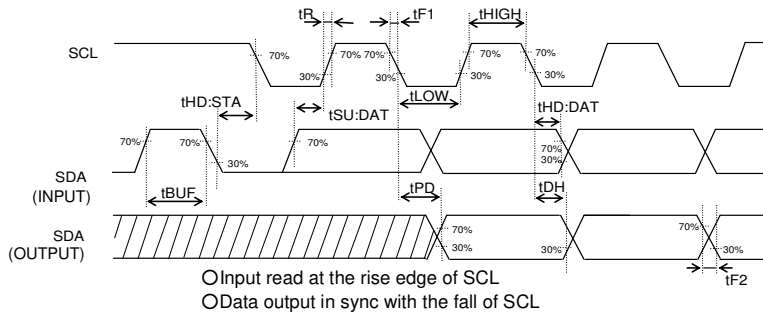 tR tF1 tHIGH
SCL
70% 70% 70% 70% 70%
30% 30% 30% 30%
tHD:STA tSU:DAT tLOW tHD:DAT
SDA
(INPUT)
70% 70% 70% 70%
30% 30%
tBUF tPD tDH
SDA
(OUTPUT)
70% 70%
30% 30% 30%
tF2
○Input read at the rise edge of SCL
○Data output in sync with the fall of SCL